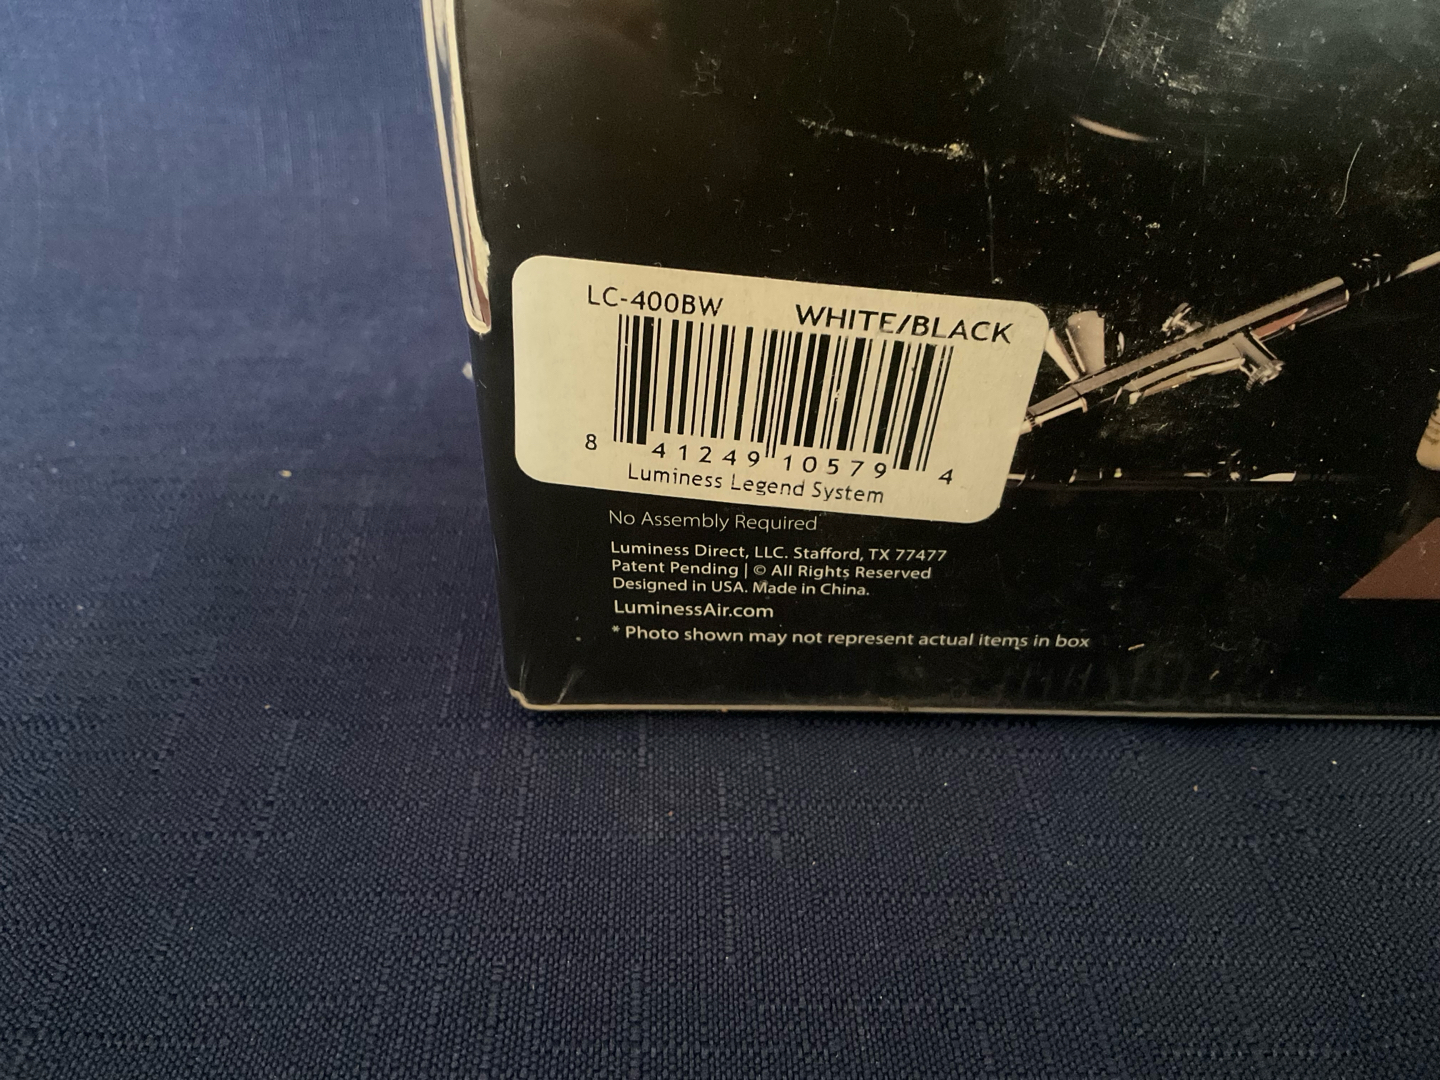 LC-400BW WHITE/BLACK
8 41249 10579 4
Luminess Legend System
No Assembly Required
Luminess Direct, LLC. Stafford, TX 77477
Patent Pending | © All Rights Reserved
Designed in USA. Made in China.
LuminessAir.com
* Photo shown may not represent actual items in box